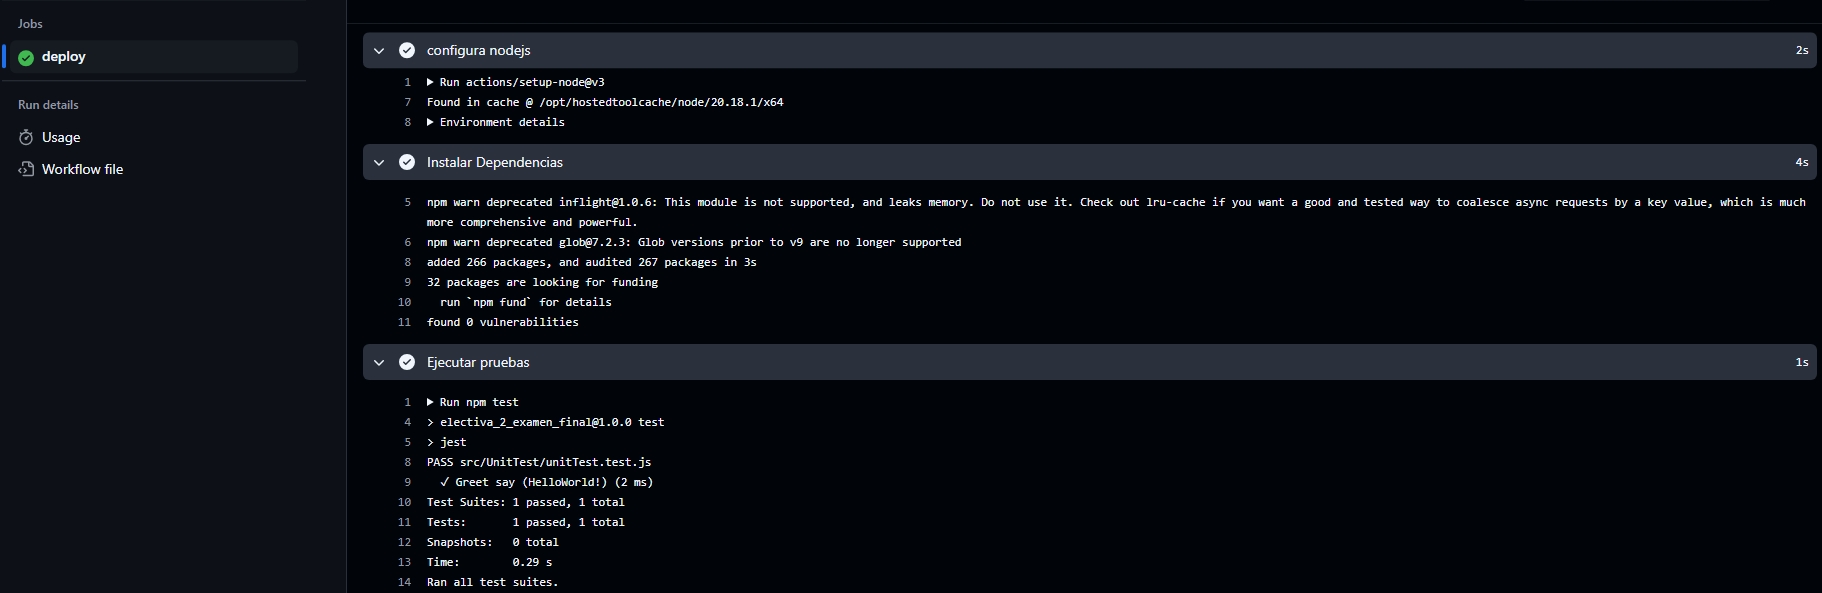 Jobs
deploy
Run details
Usage
Workflow file
configura nodejs 2s
1 ▶ Run actions/setup-node@v3
7 Found in cache @ /opt/hostedtoolcache/node/20.18.1/x64
8 ▶ Environment details
Instalar Dependencias 4s
5 npm warn deprecated inflight@1.0.6: This module is not supported, and leaks memory. Do not use it. Check out lru-cache if you want a good and tested way to coalesce async requests by a key value, which is much
more comprehensive and powerful.
6 npm warn deprecated glob@7.2.3: Glob versions prior to v9 are no longer supported
8 added 266 packages, and audited 267 packages in 3s
9 32 packages are looking for funding
10 run `npm fund` for details
11 found 0 vulnerabilities
Ejecutar pruebas 1s
1 ▶ Run npm test
4 > electiva_2_examen_final@1.0.0 test
5 > jest
8 PASS src/UnitTest/unitTest.test.js
9 ✓ Greet say (HelloWorld!) (2 ms)
10 Test Suites: 1 passed, 1 total
11 Tests: 1 passed, 1 total
12 Snapshots: 0 total
13 Time: 0.29 s
14 Ran all test suites.